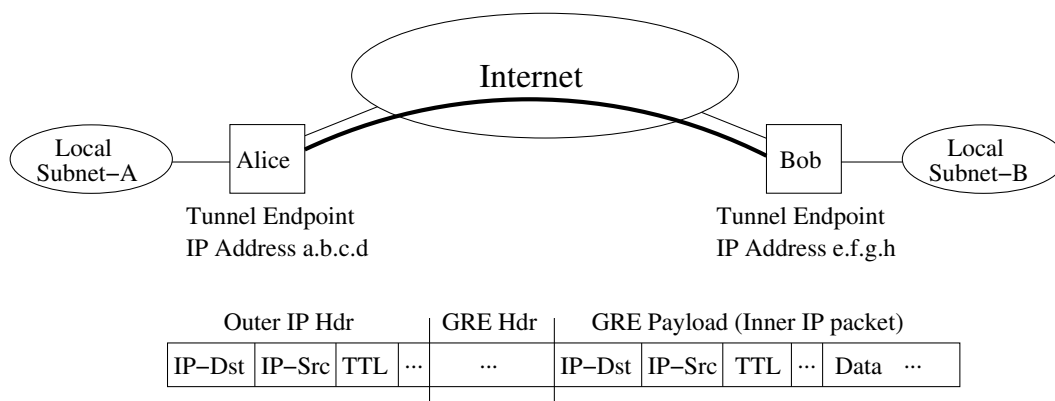 Internet
Local
Subnet−A
Alice
Bob
Local
Subnet−B
Tunnel Endpoint
IP Address a.b.c.d
Tunnel Endpoint
IP Address e.f.g.h
Outer IP Hdr GRE Hdr GRE Payload (Inner IP packet)
IP−Dst IP−Src TTL ... ... IP−Dst IP−Src TTL ... Data ...